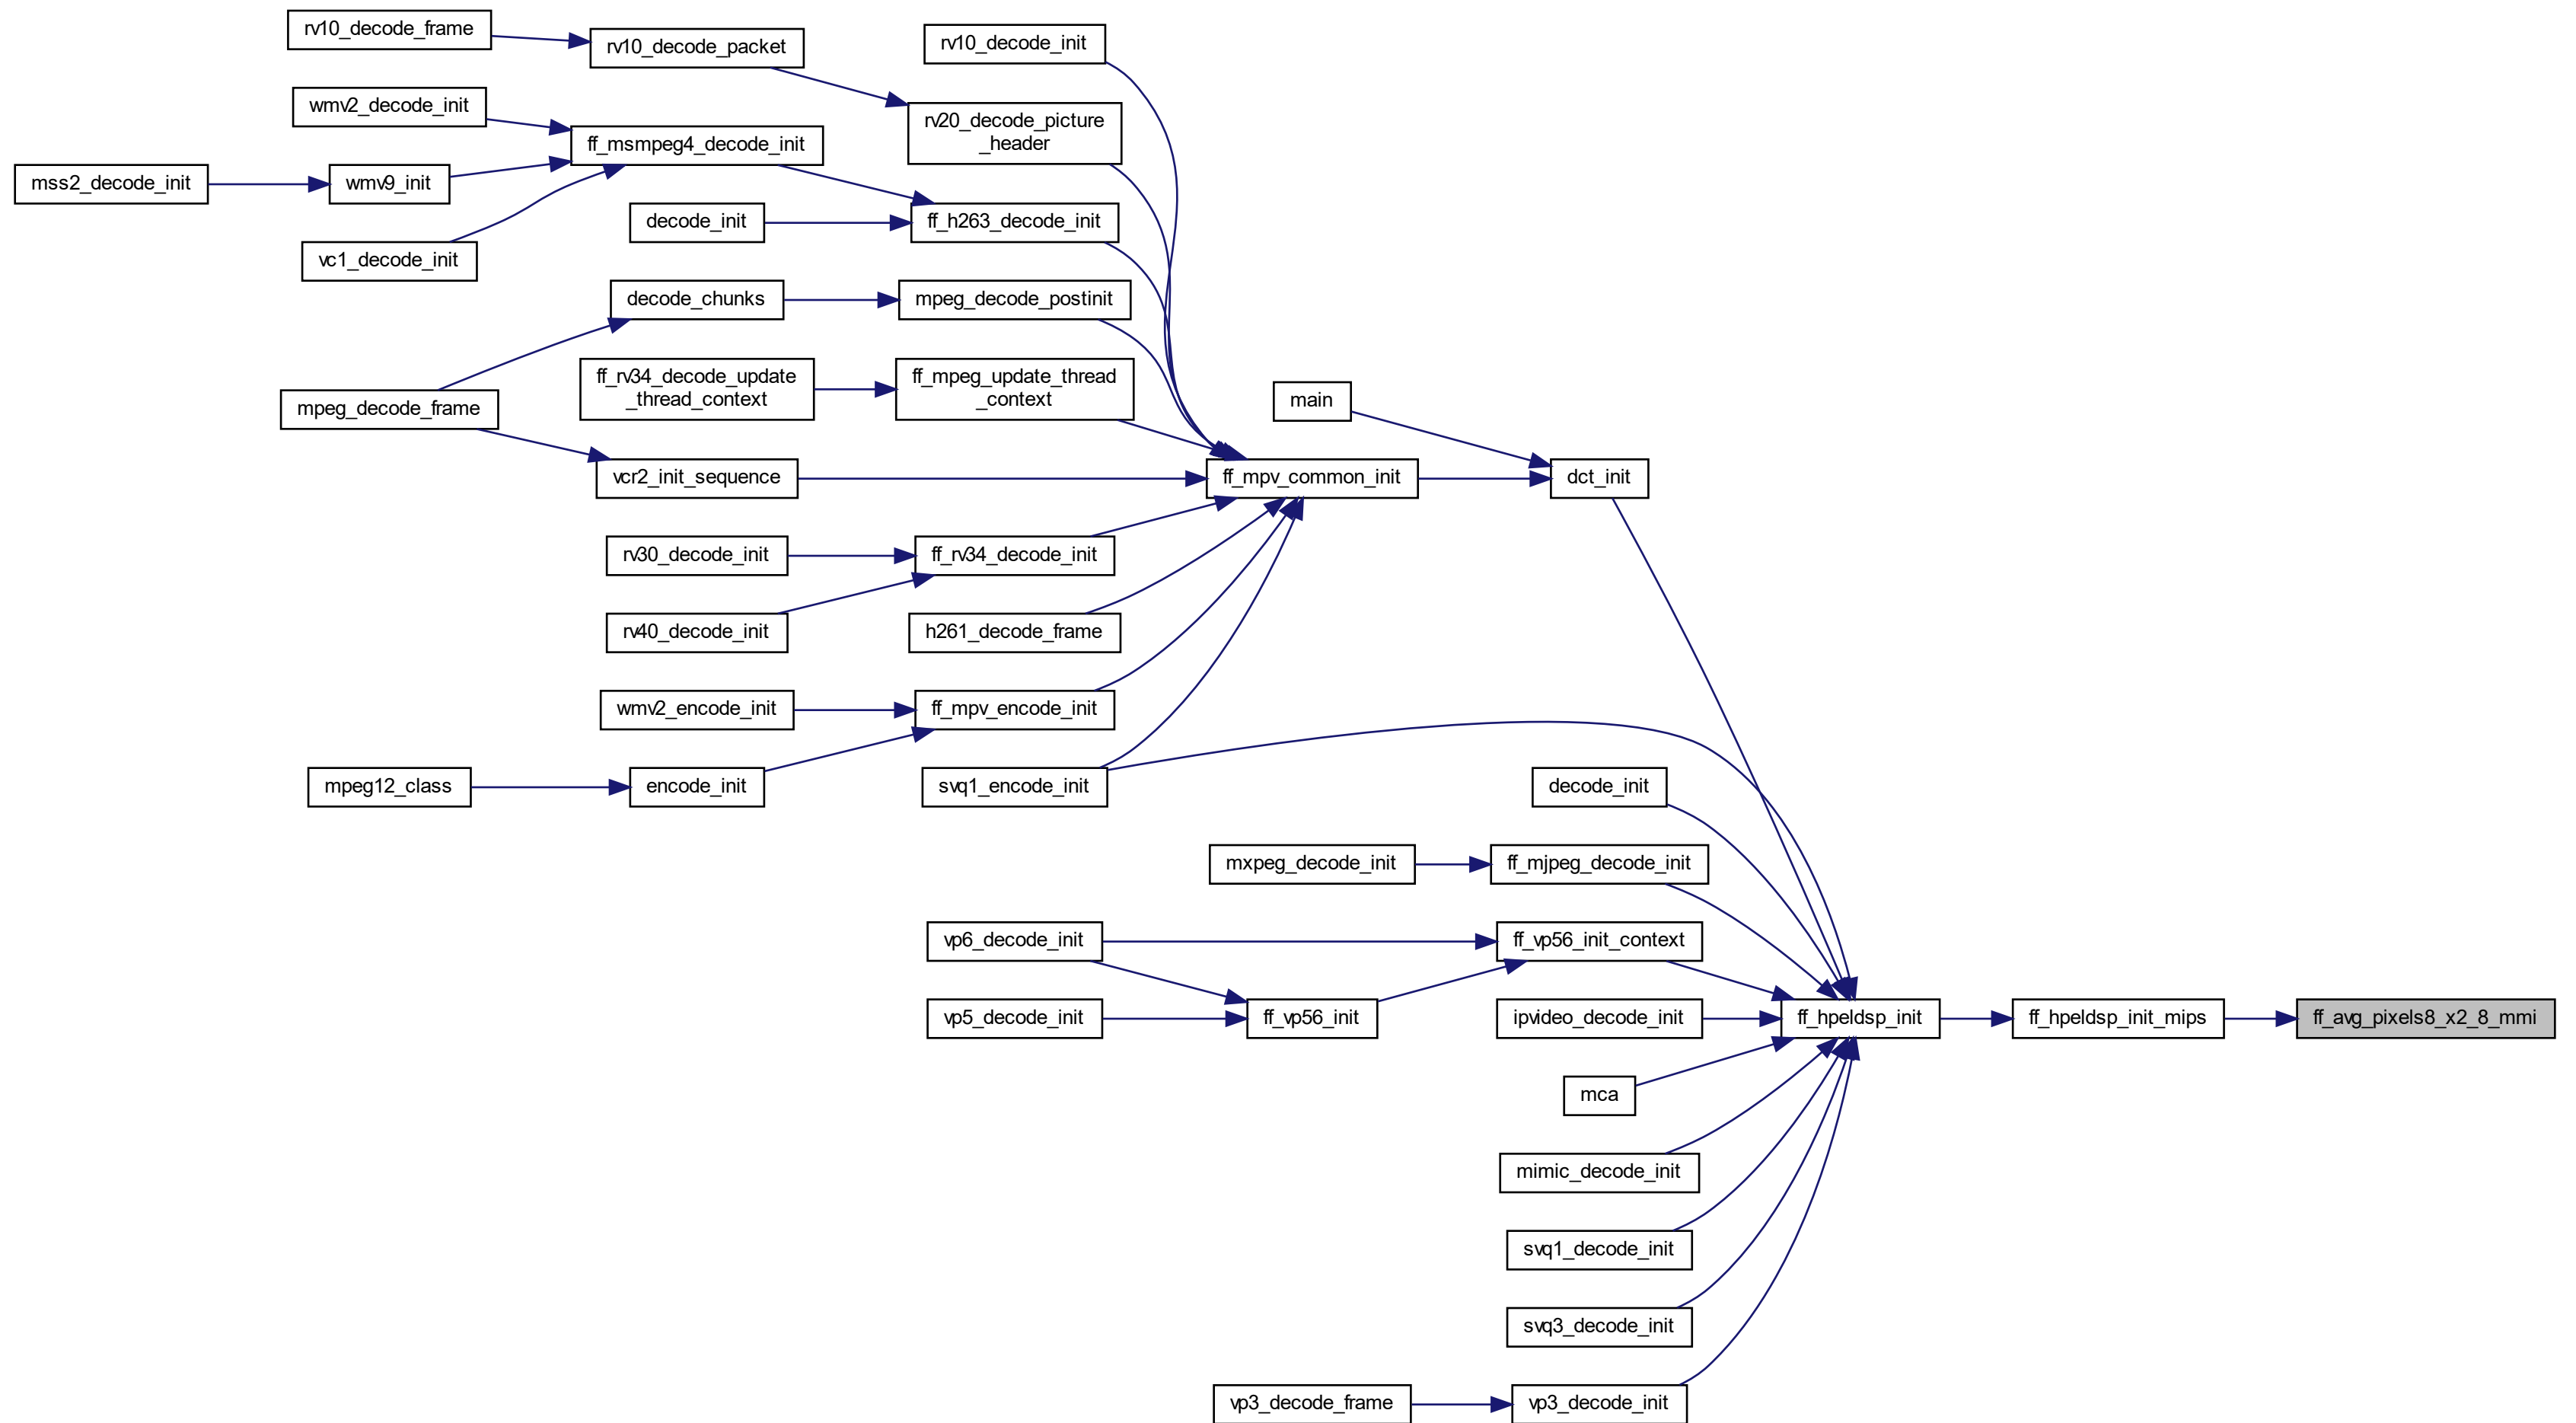 rv10_decode_frame
rv10_decode_packet
rv10_decode_init
wmv2_decode_init
rv20_decode_picture
_header
ff_msmpeg4_decode_init
mss2_decode_init
wmv9_init
decode_init
ff_h263_decode_init
vc1_decode_init
decode_chunks
mpeg_decode_postinit
ff_rv34_decode_update
_thread_context
ff_mpeg_update_thread
_context
main
mpeg_decode_frame
vcr2_init_sequence
ff_mpv_common_init
dct_init
rv30_decode_init
ff_rv34_decode_init
rv40_decode_init
h261_decode_frame
wmv2_encode_init
ff_mpv_encode_init
mpeg12_class
encode_init
svq1_encode_init
decode_init
mxpeg_decode_init
ff_mjpeg_decode_init
vp6_decode_init
ff_vp56_init_context
vp5_decode_init
ff_vp56_init
ipvideo_decode_init
ff_hpeldsp_init
ff_hpeldsp_init_mips
ff_avg_pixels8_x2_8_mmi
mca
mimic_decode_init
svq1_decode_init
svq3_decode_init
vp3_decode_frame
vp3_decode_init